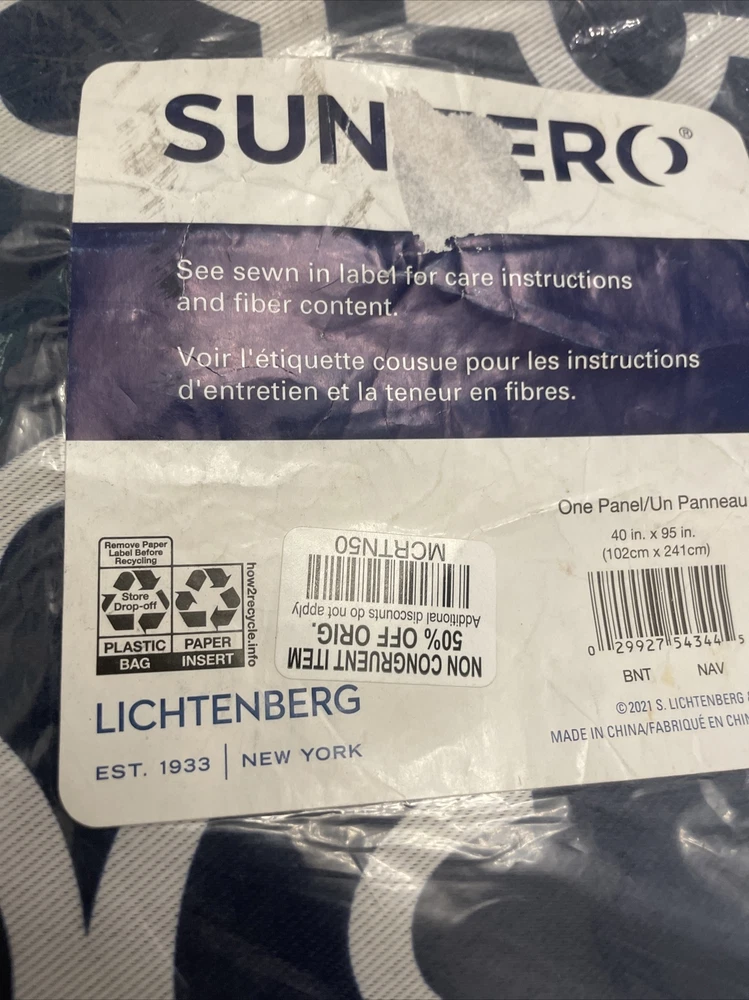 SUN ERO®
See sewn in label for care instructions
and fiber content.
Voir l'étiquette cousue pour les instructions
d'entretien et la teneur en fibres.
Remove Paper
Label Before
Recycling
Store
Drop-off
PLASTIC
BAG
PAPER
INSERT
how2recycle.info
NON CONGRUENT ITEM
50% OFF ORIG.
Additional discounts do not apply
MCRTN50
One Panel/Un Panneau
40 in. x 95 in.
(102cm x 241cm)
0 29927 54344 5
BNT NAV
©2021 S. LICHTENBERG &
MADE IN CHINA/FABRIQUÉ EN CHIN
LICHTENBERG
EST. 1933 | NEW YORK